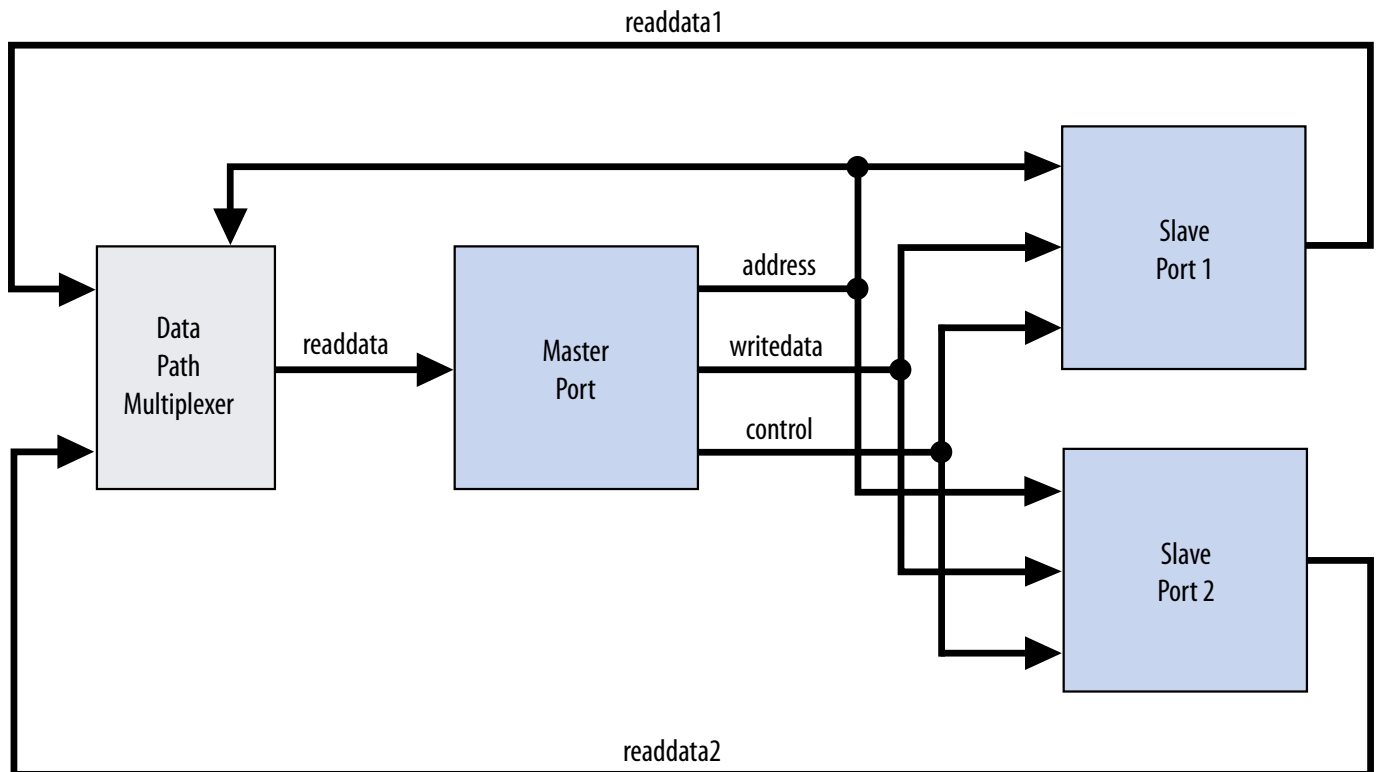 readdata1
Slave
Port 1
address
Data
Path
Multiplexer
readdata
Master
Port
writedata
control
Slave
Port 2
readdata2